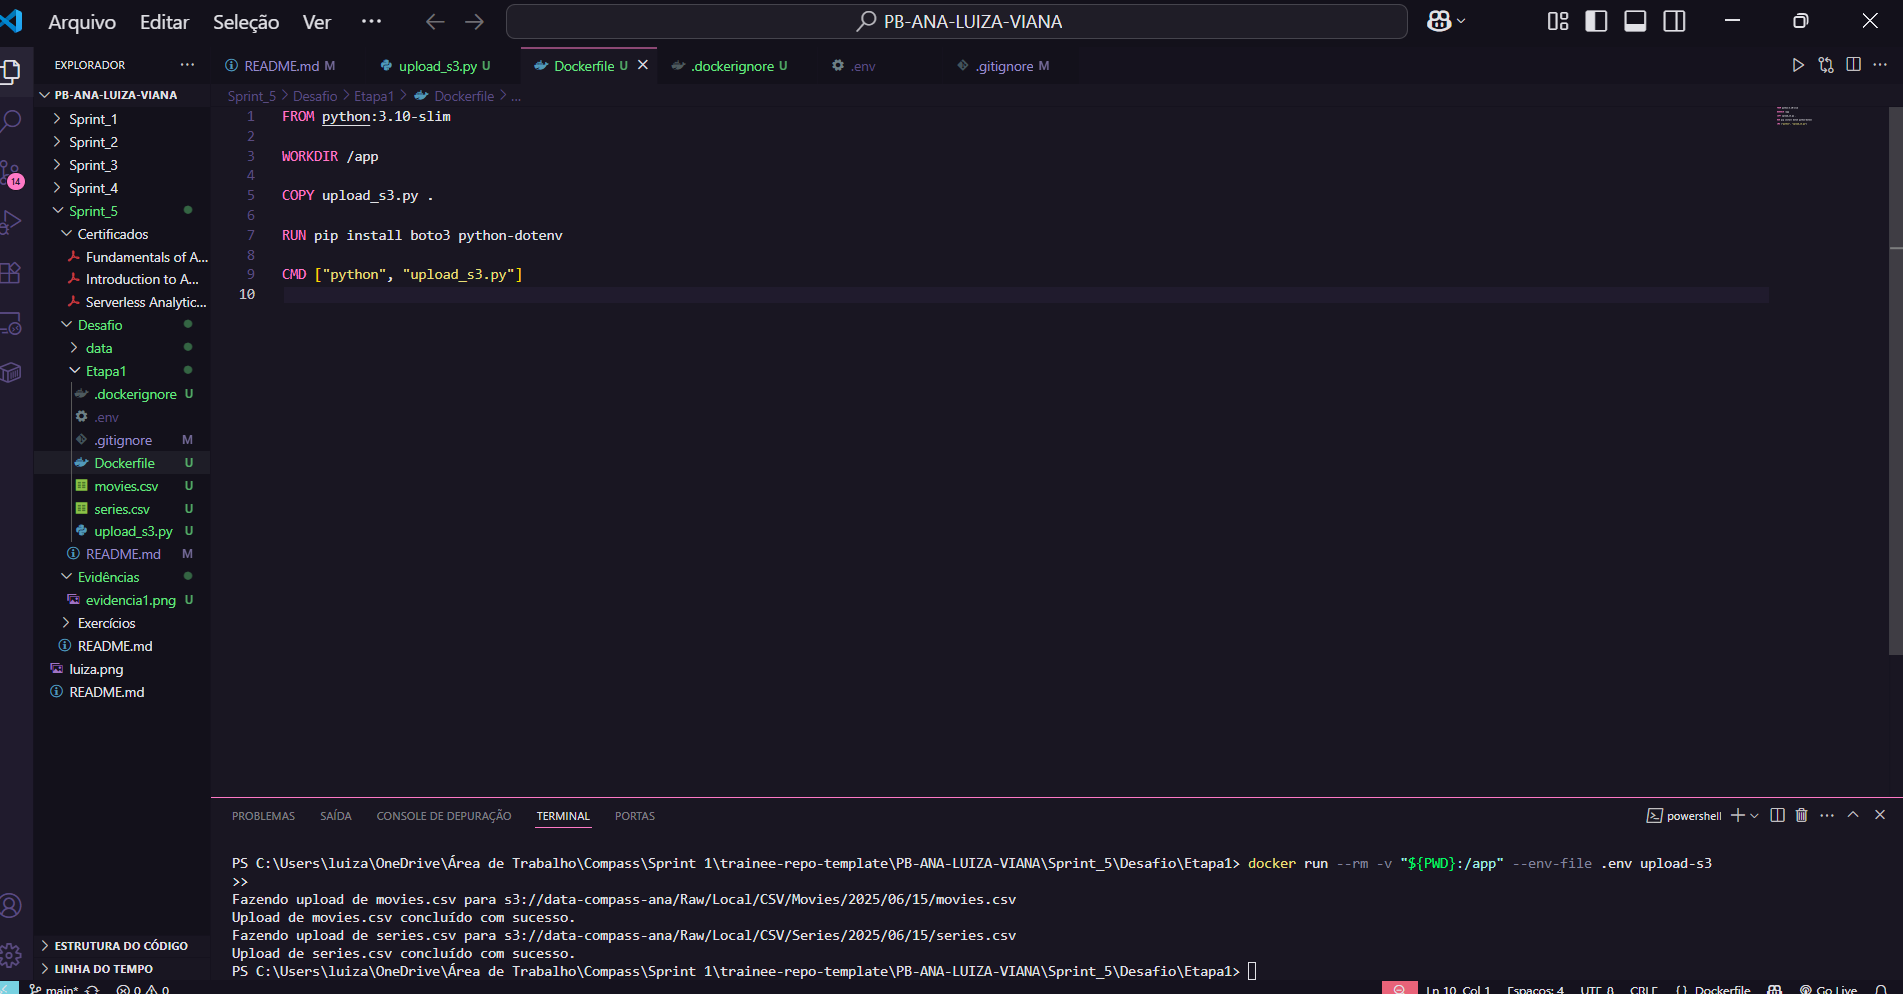 Arquivo Editar Seleção Ver ··· PB-ANA-LUIZA-VIANA
EXPLORADOR ···
README.md M upload_s3.py U Dockerfile U .dockerignore U .env .gitignore M
PB-ANA-LUIZA-VIANA
Sprint_5 > Desafio > Etapa1 > Dockerfile > ...
Sprint_1
Sprint_2
Sprint_3
Sprint_4
Sprint_5
Certificados
Fundamentals of A...
Introduction to A...
Serverless Analytic...
Desafio
data
Etapa1
.dockerignore U
.env
.gitignore M
Dockerfile U
movies.csv U
series.csv U
upload_s3.py U
README.md M
Evidências
evidencia1.png U
Exercícios
README.md
luiza.png
README.md
14
ESTRUTURA DO CÓDIGO
LINHA DO TEMPO
1 FROM python:3.10-slim
2
3 WORKDIR /app
4
5 COPY upload_s3.py .
6
7 RUN pip install boto3 python-dotenv
8
9 CMD ["python", "upload_s3.py"]
10
PROBLEMAS SAÍDA CONSOLE DE DEPURAÇÃO TERMINAL PORTAS
powershell
PS C:\Users\luiza\OneDrive\Área de Trabalho\Compass\Sprint 1\trainee-repo-template\PB-ANA-LUIZA-VIANA\Sprint_5\Desafio\Etapa1> docker run --rm -v "${PWD}:/app" --env-file .env upload-s3
>>
Fazendo upload de movies.csv para s3://data-compass-ana/Raw/Local/CSV/Movies/2025/06/15/movies.csv
Upload de movies.csv concluído com sucesso.
Fazendo upload de series.csv para s3://data-compass-ana/Raw/Local/CSV/Series/2025/06/15/series.csv
Upload de series.csv concluído com sucesso.
PS C:\Users\luiza\OneDrive\Área de Trabalho\Compass\Sprint 1\trainee-repo-template\PB-ANA-LUIZA-VIANA\Sprint_5\Desafio\Etapa1>
main* 0 0 Ln 10, Col 1 Espaços: 4 UTF-8 CRLF {} Dockerfile Go Live